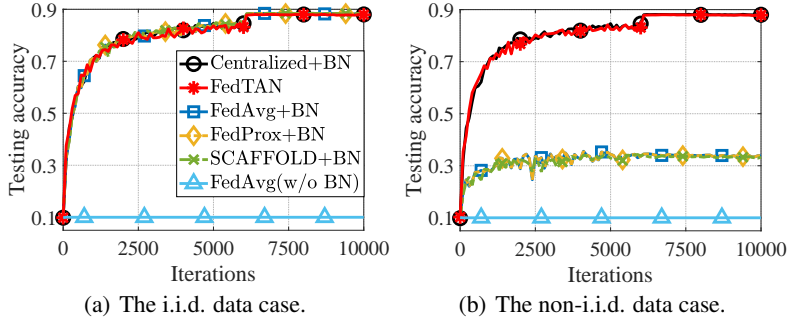 Testing accuracy
0.9
0.7
0.5
0.3
0.1
Centralized+BN
FedTAN
FedAvg+BN
FedProx+BN
SCAFFOLD+BN
FedAvg(w/o BN)
0 2500 5000 7500 10000
Iterations
(a) The i.i.d. data case.
Testing accuracy
0.9
0.7
0.5
0.3
0.1
0 2500 5000 7500 10000
Iterations
(b) The non-i.i.d. data case.